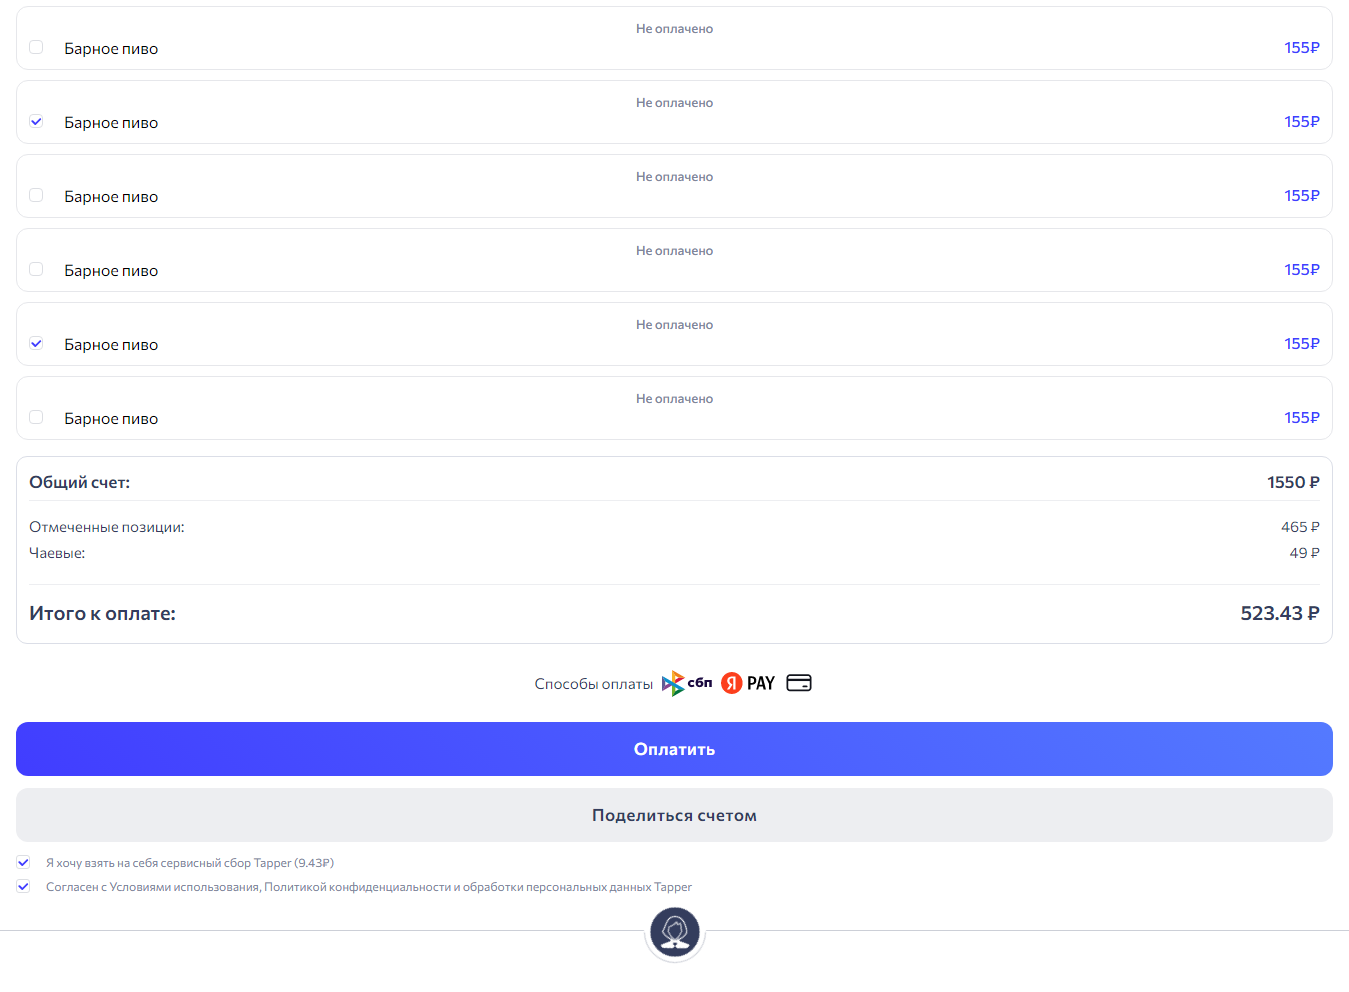 Не оплачено
Барное пиво 155₽
Не оплачено
Барное пиво 155₽
Не оплачено
Барное пиво 155₽
Не оплачено
Барное пиво 155₽
Не оплачено
Барное пиво 155₽
Не оплачено
Барное пиво 155₽
Общий счет: 1550 ₽
Отмеченные позиции: 465 ₽
Чаевые: 49 ₽
Итого к оплате: 523.43 ₽
Способы оплаты сбп Я PAY
Оплатить
Поделиться счетом
Я хочу взять на себя сервисный сбор Tapper (9.43₽)
Согласен с Условиями использования, Политикой конфиденциальности и обработки персональных данных Tapper